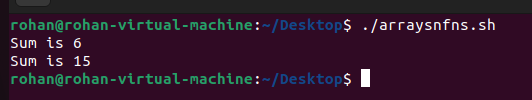 rohan@rohan-virtual-machine:~/Desktop$ ./arraysnfns.sh
Sum is 6
Sum is 15
rohan@rohan-virtual-machine:~/Desktop$